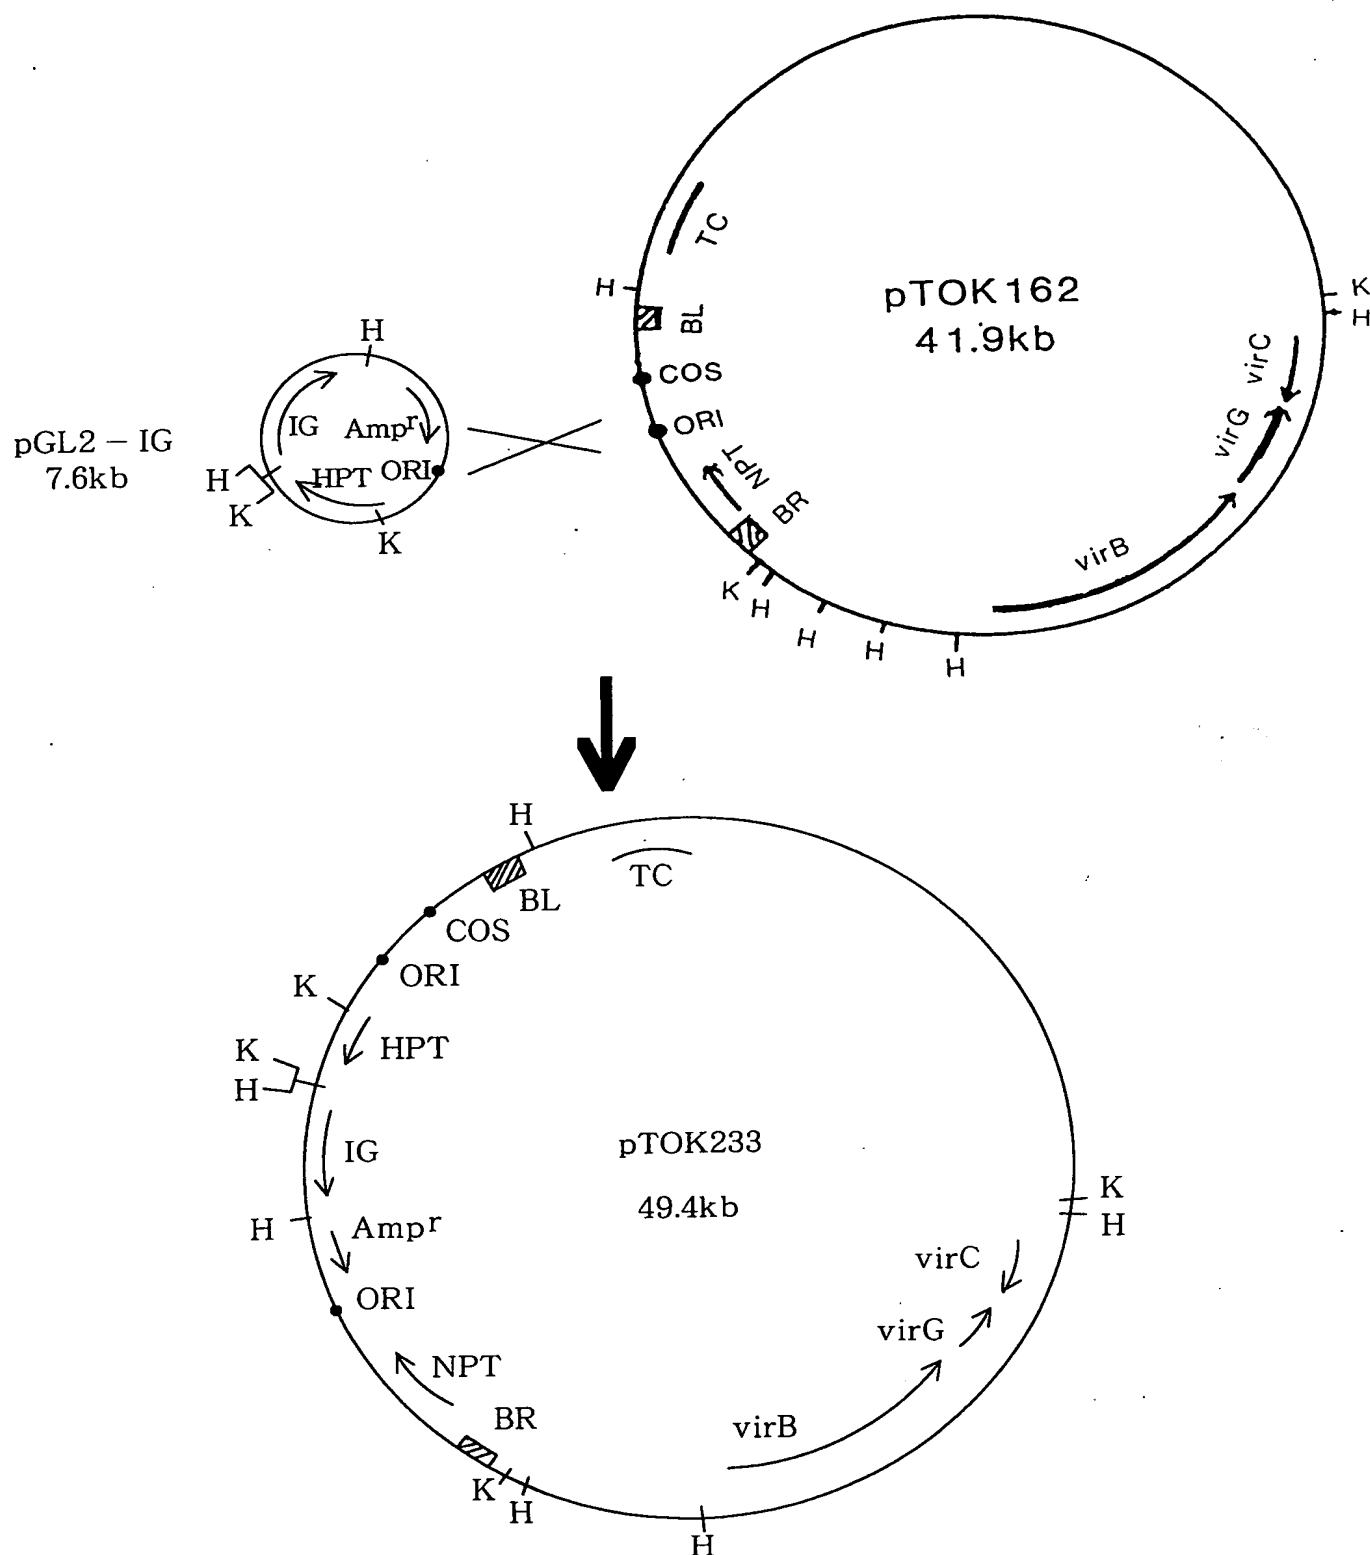 TC
H
BL
COS
ORI
NPT
BR
K
H
H
H
H
virB
virG
virC
K
H
pTOK162
41.9kb
pGL2 – IG
7.6kb
H
IG
Ampr
HPT
ORI
H
K
K
H
TC
BL
COS
ORI
K
HPT
K
H
IG
pTOK233
49.4kb
K
H
H
Ampr
ORI
virC
virG
NPT
BR
virB
K
H
H